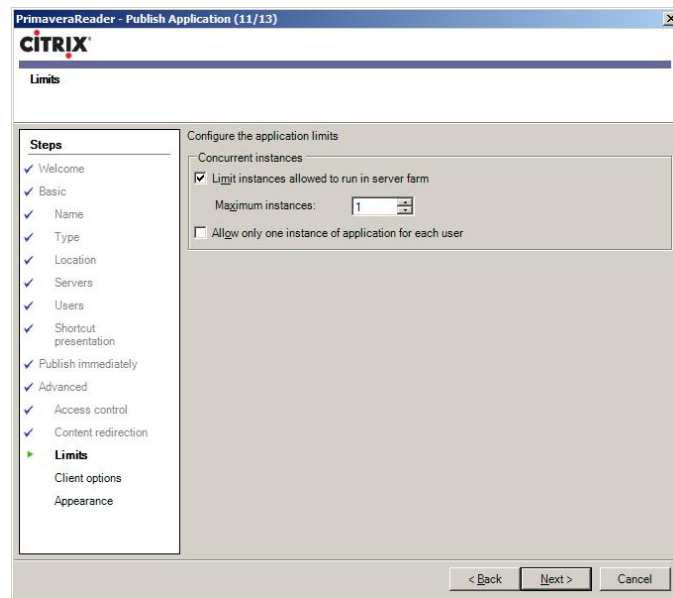 PrimaveraReader - Publish Application (11/13)
CİTRIX
Limits
Steps
Welcome
Basic
Name
Type
Location
Servers
Users
Shortcut
presentation
Publish immediately
Advanced
Access control
Content redirection
Limits
Client options
Appearance
Configure the application limits
Concurrent instances
Limit instances allowed to run in server farm
Maximum instances: 1
Allow only one instance of application for each user
< Back Next > Cancel